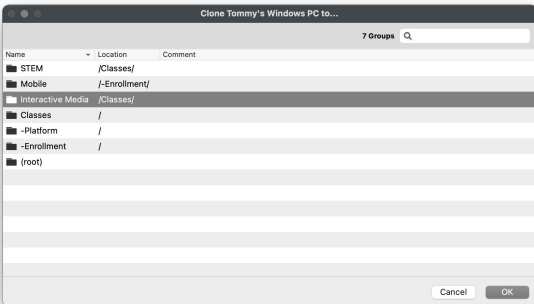 Clone Tommy's Windows PC to...
7 Groups
Name Location Comment
STEM /Classes/
Mobile /-Enrollment/
Interactive Media /Classes/
Classes /
-Platform /
-Enrollment /
(root)
Cancel OK